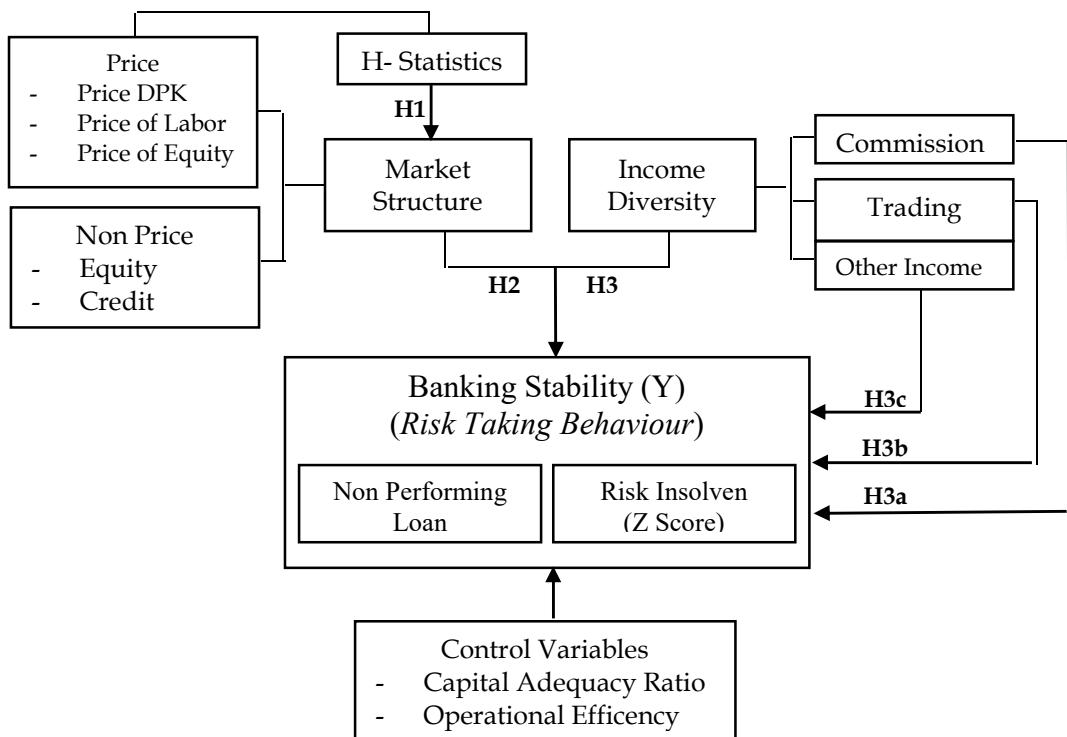 Price
- Price DPK
- Price of Labor
- Price of Equity
H- Statistics
H1
Non Price
- Equity
- Credit
Market
Structure
Income
Diversity
Commission
Trading
Other Income
H2
H3
Banking Stability (Y)
(Risk Taking Behaviour)
Non Performing
Loan
Risk Insolven
(Z Score)
H3c
H3b
H3a
Control Variables
- Capital Adequacy Ratio
- Operational Efficency